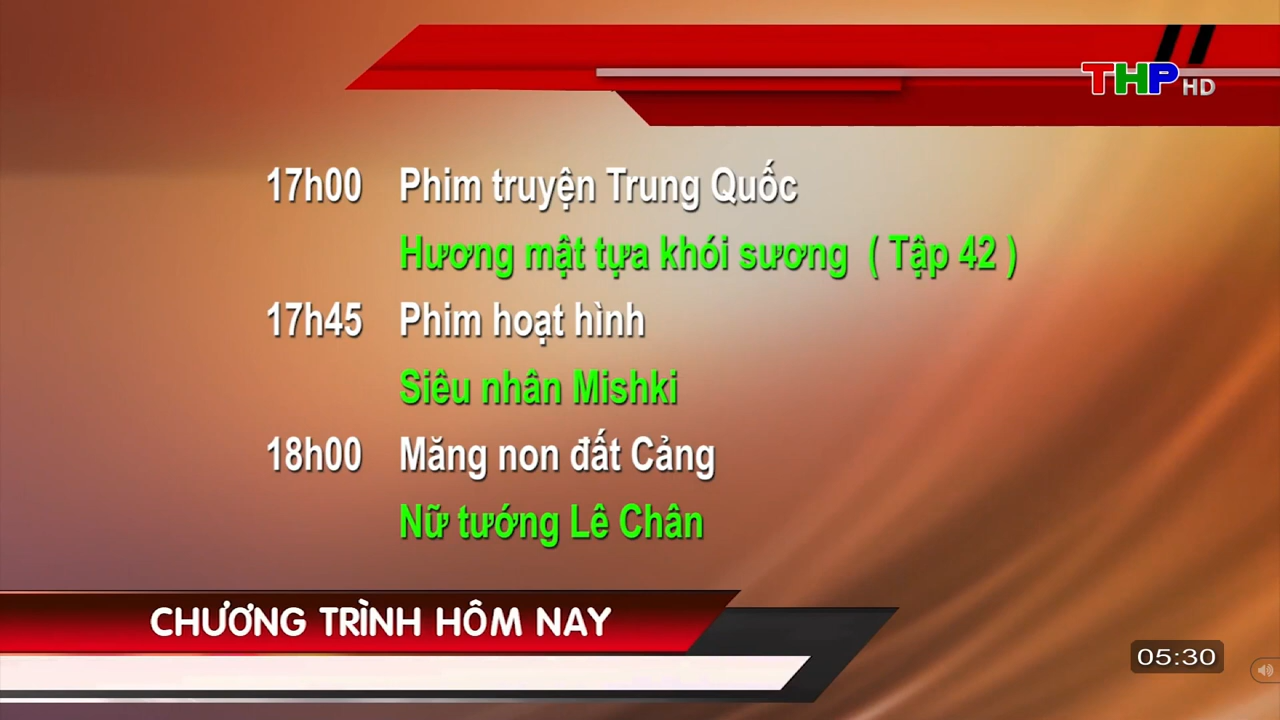 THP HD
17h00 Phim truyện Trung Quốc
Hương mật tựa khói sương ( Tập 42 )
17h45 Phim hoạt hình
Siêu nhân Mishki
18h00 Măng non đất Cảng
Nữ tướng Lê Chân
CHƯƠNG TRÌNH HÔM NAY
05:30